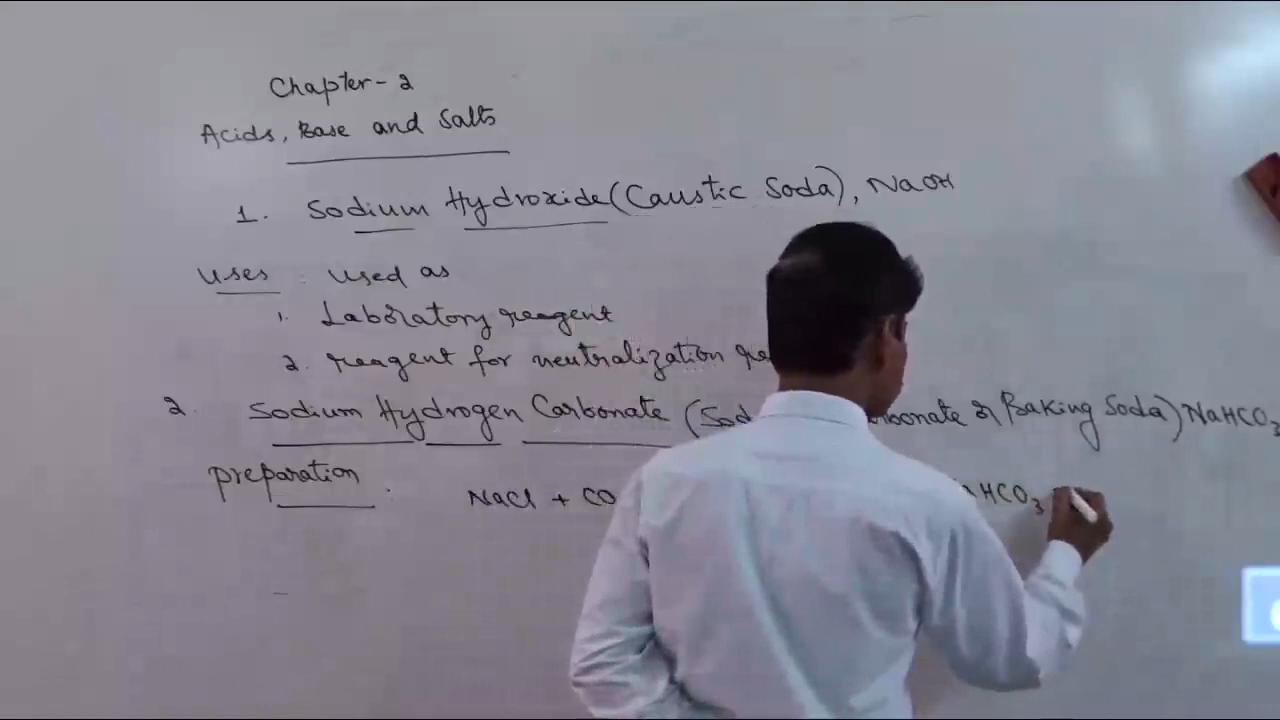 Chapter-2
Acids, Base and Salts
1. Sodium Hydroxide (Caustic Soda), NaOH
uses : used as
1. Laboratory reagent
2. reagent for neutralization
2. Sodium Hydrogen Carbonate ( Baking Soda) NaHCO3
preparation : NaCl + HCO3